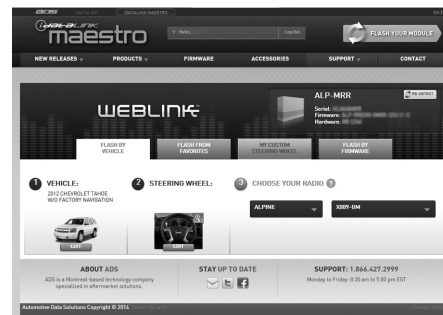 ADS DATALINK IDATALINK MAESTRO
idatalink
maestro
Hello, Log Out
FLASH YOUR MODULE
NEW RELEASES PRODUCTS FIRMWARE ACCESSORIES SUPPORT CONTACT
WEBLINK
ALP-MRR
RE-DETECT
Serial:
Firmware:
Hardware:
FLASH BY VEHICLE
FLASH FROM FAVORITES
MY CUSTOM STEERING WHEEL
FLASH BY FIRMWARE
1 VEHICLE:
2012 CHEVROLET TAHOE
W/O FACTORY NAVIGATION
EDIT
2 STEERING WHEEL:
EDIT
3 CHOOSE YOUR RADIO ?
ALPINE
X009-GM
ABOUT ADS
ADS is a Montreal-based technology company
specialized in aftermarket solutions.
STAY UP TO DATE
SUPPORT: 1.866.427.2999
Monday to Friday: 8:30 am to 5:00 pm EST
Automotive Data Solutions Copyright © 2014